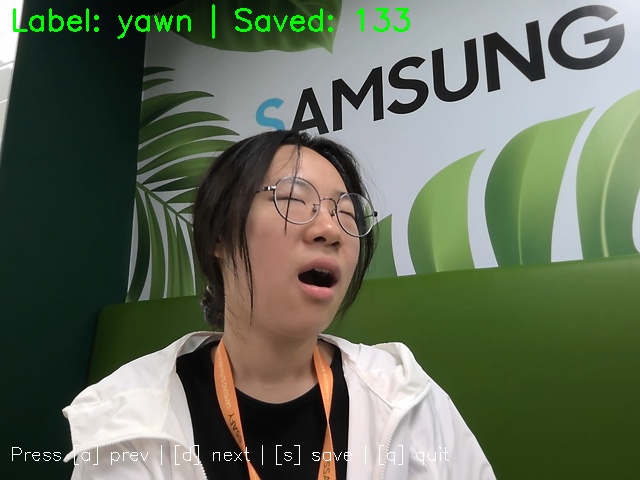 Label: yawn | Saved: 133
SAMSUNG
Press [a] prev | [d] next | [s] save | [q] quit